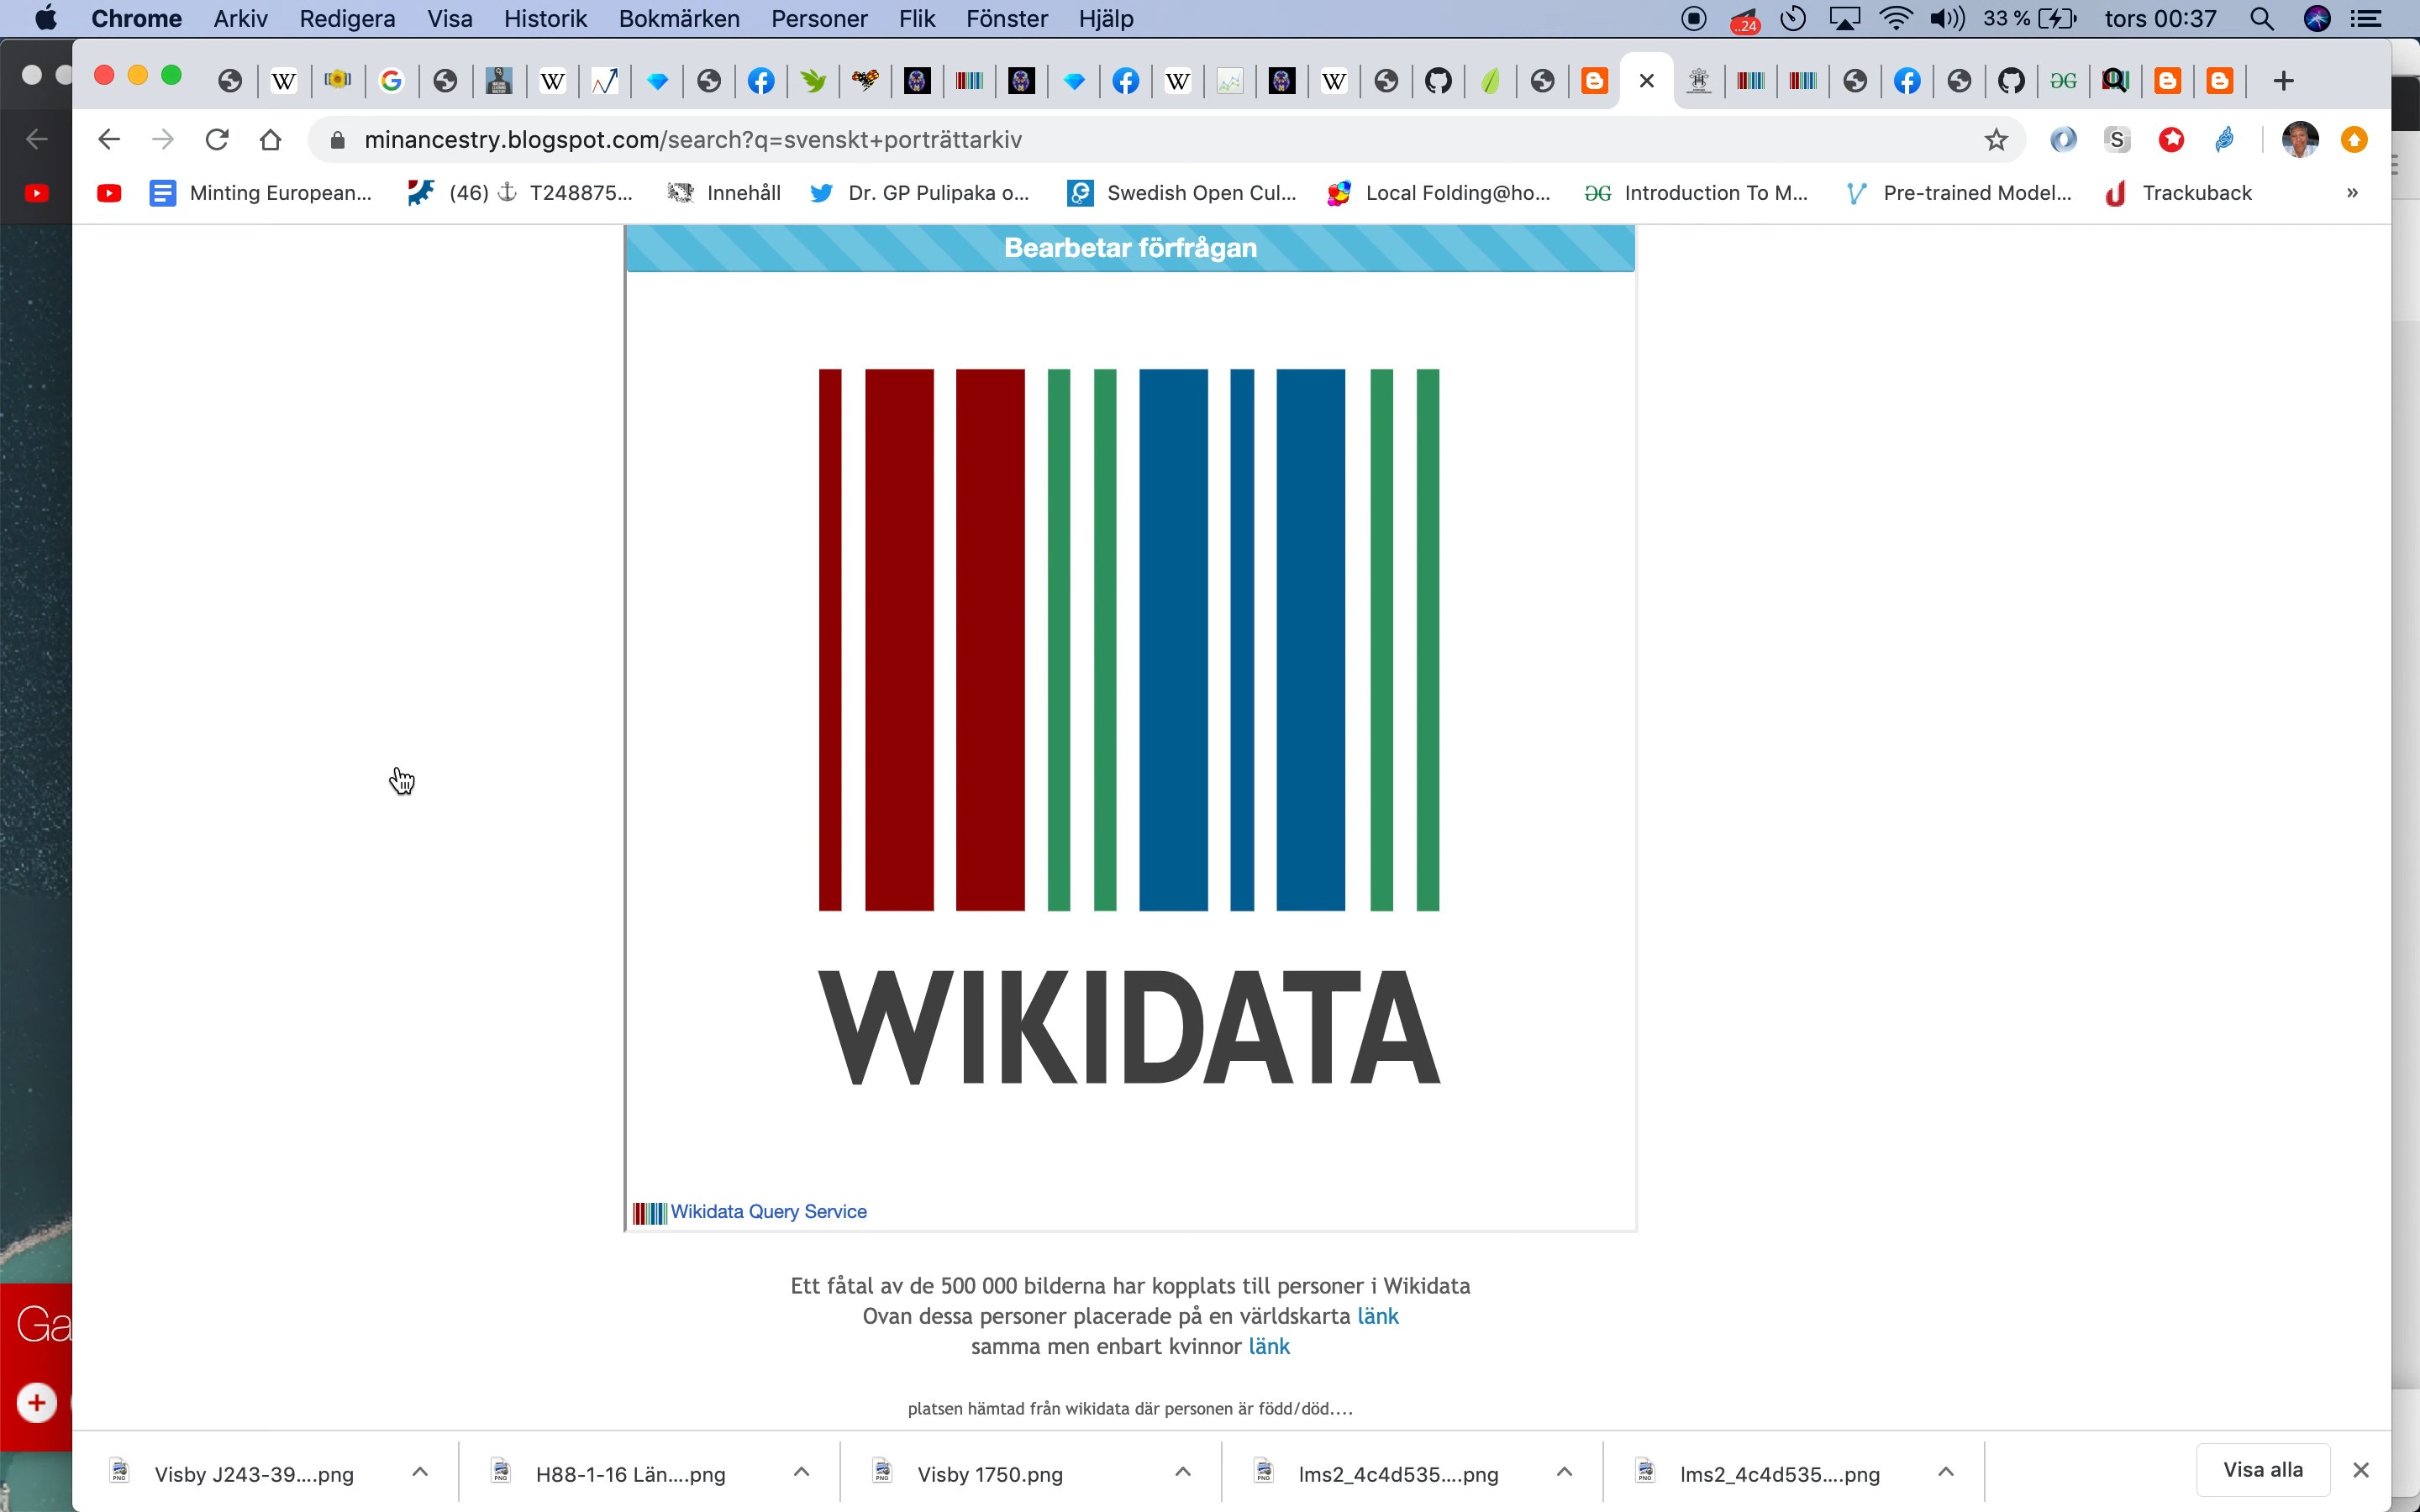 Chrome Arkiv Redigera Visa Historik Bokmärken Personer Flik Fönster Hjälp
..24 33 % tors 00:37
minancestry.blogspot.com/search?q=svenskt+porträttarkiv
Minting European... (46) T248875... Innehåll Dr. GP Pulipaka o... Swedish Open Cul... Local Folding@ho... Introduction To M... Pre-trained Model... Trackuback »
Bearbetar förfrågan
WIKIDATA
Wikidata Query Service
Ett fåtal av de 500 000 bilderna har kopplats till personer i Wikidata
Ovan dessa personer placerade på en världskarta länk
samma men enbart kvinnor länk
platsen hämtad från wikidata där personen är född/död....
Ga
Visby J243-39....png H88-1-16 Län....png Visby 1750.png lms2_4c4d535....png lms2_4c4d535....png Visa alla